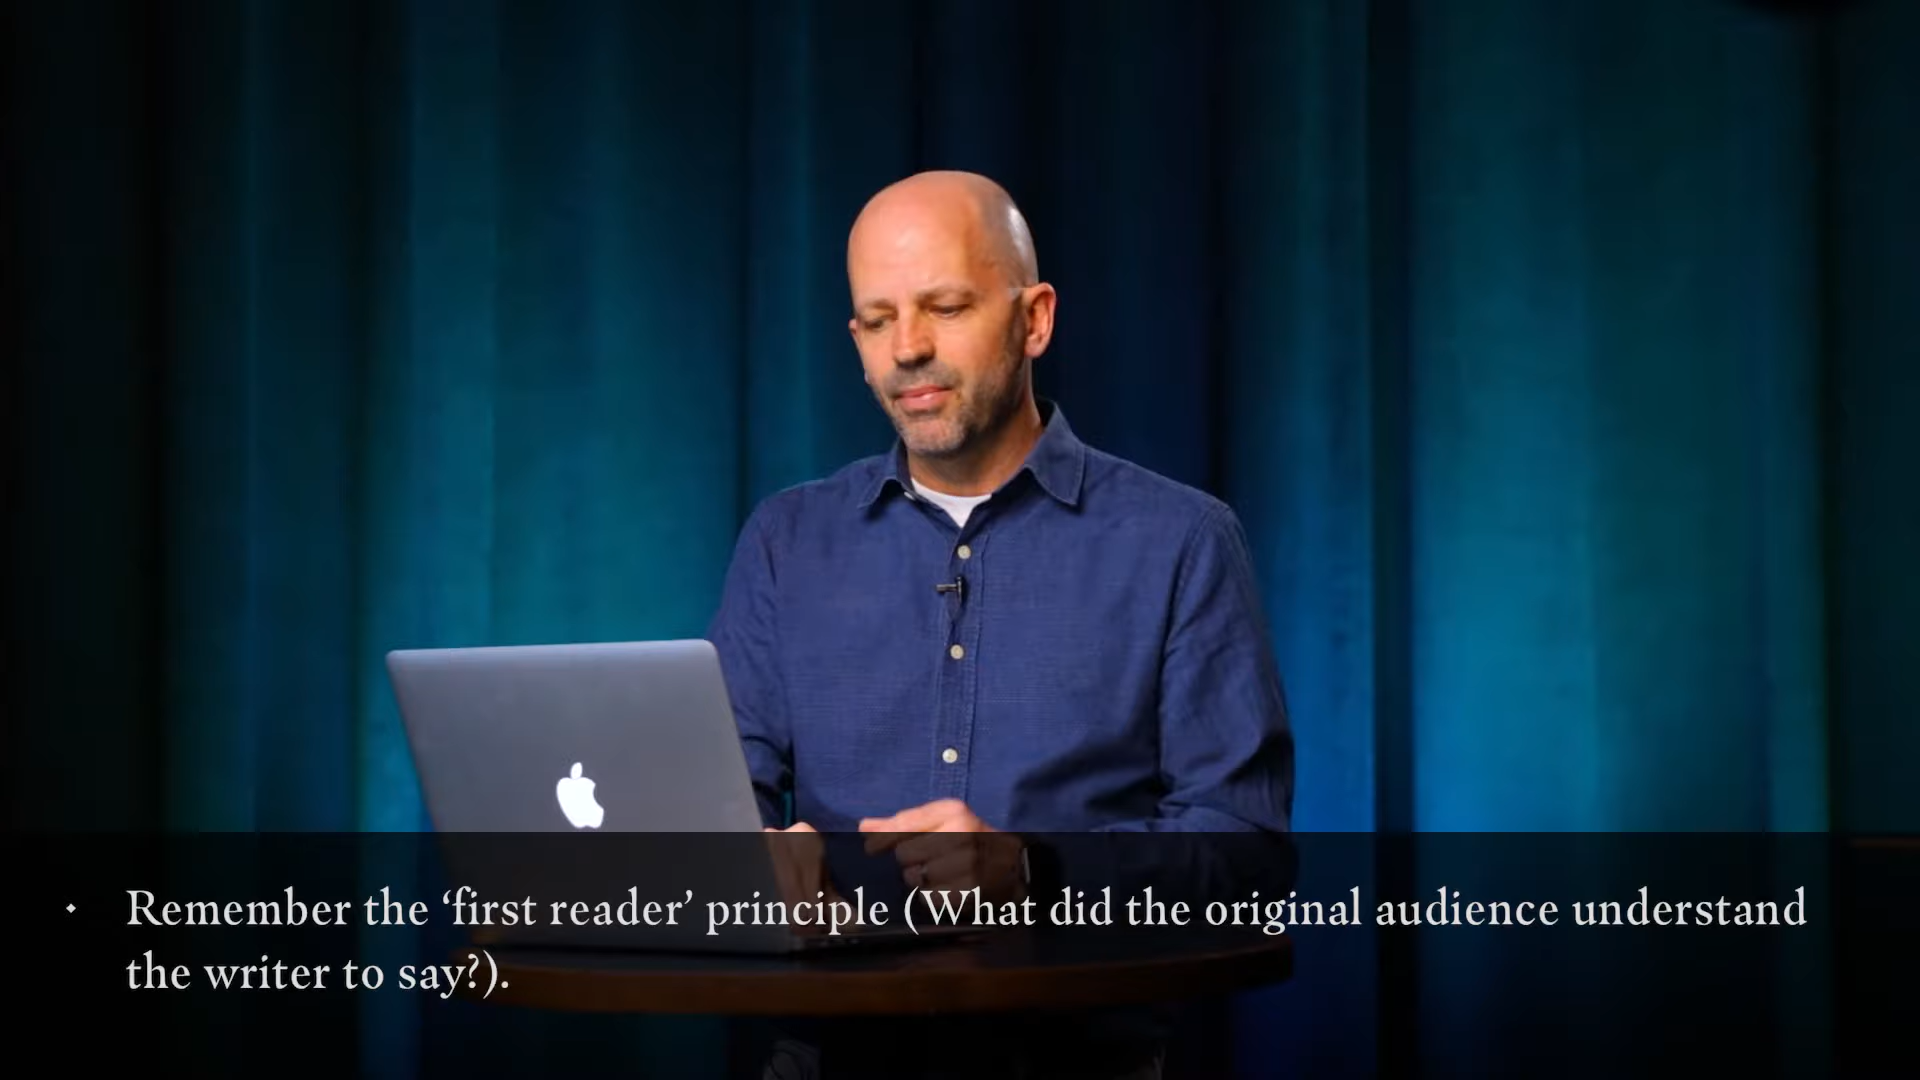 • Remember the ‘first reader’ principle (What did the original audience understand
the writer to say?).